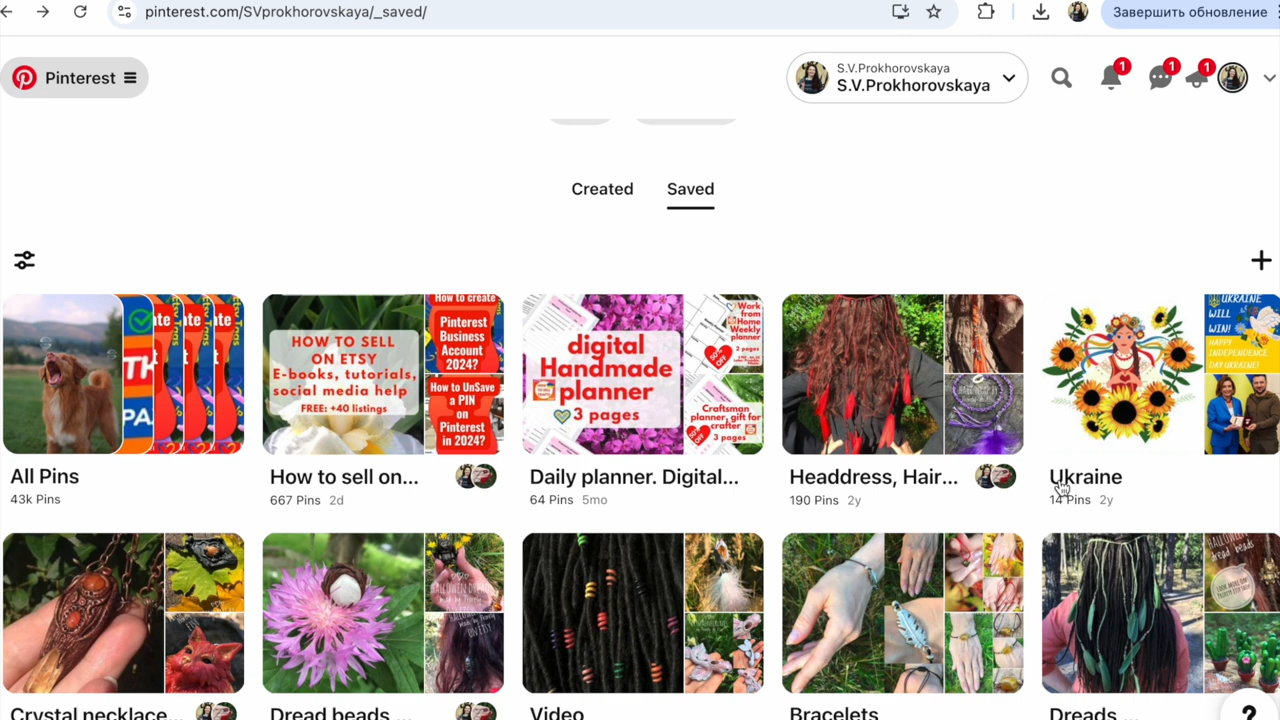 pinterest.com/SVprokhorovskaya/_saved/
Завершить обновление
Pinterest
S.V.Prokhorovskaya
S.V.Prokhorovskaya
1
1
1
Created
Saved
HOW TO SELL
ON ETSY
E-books, tutorials,
social media help
FREE: +40 listings
How to create
Pinterest
Business
Account
2024?
How to UnSave
a PIN
on
Pinterest
in 2024?
digital
Handmade
planner
3 pages
Work
from
Home
Weekly
planner
2 pages
Craftsman
planner, gift for
crafter
3 pages
UKRAINE
WILL
WIN!
HAPPY
INDEPENDENCE
DAY UKRAINE!
All Pins
43k Pins
How to sell on...
667 Pins 2d
Daily planner. Digital...
64 Pins 5mo
Headdress, Hair...
190 Pins 2y
Ukraine
14 Pins 2y
dread beads
Crystal necklace...
Dread beads ...
Video
Bracelets
Dreads ...
?